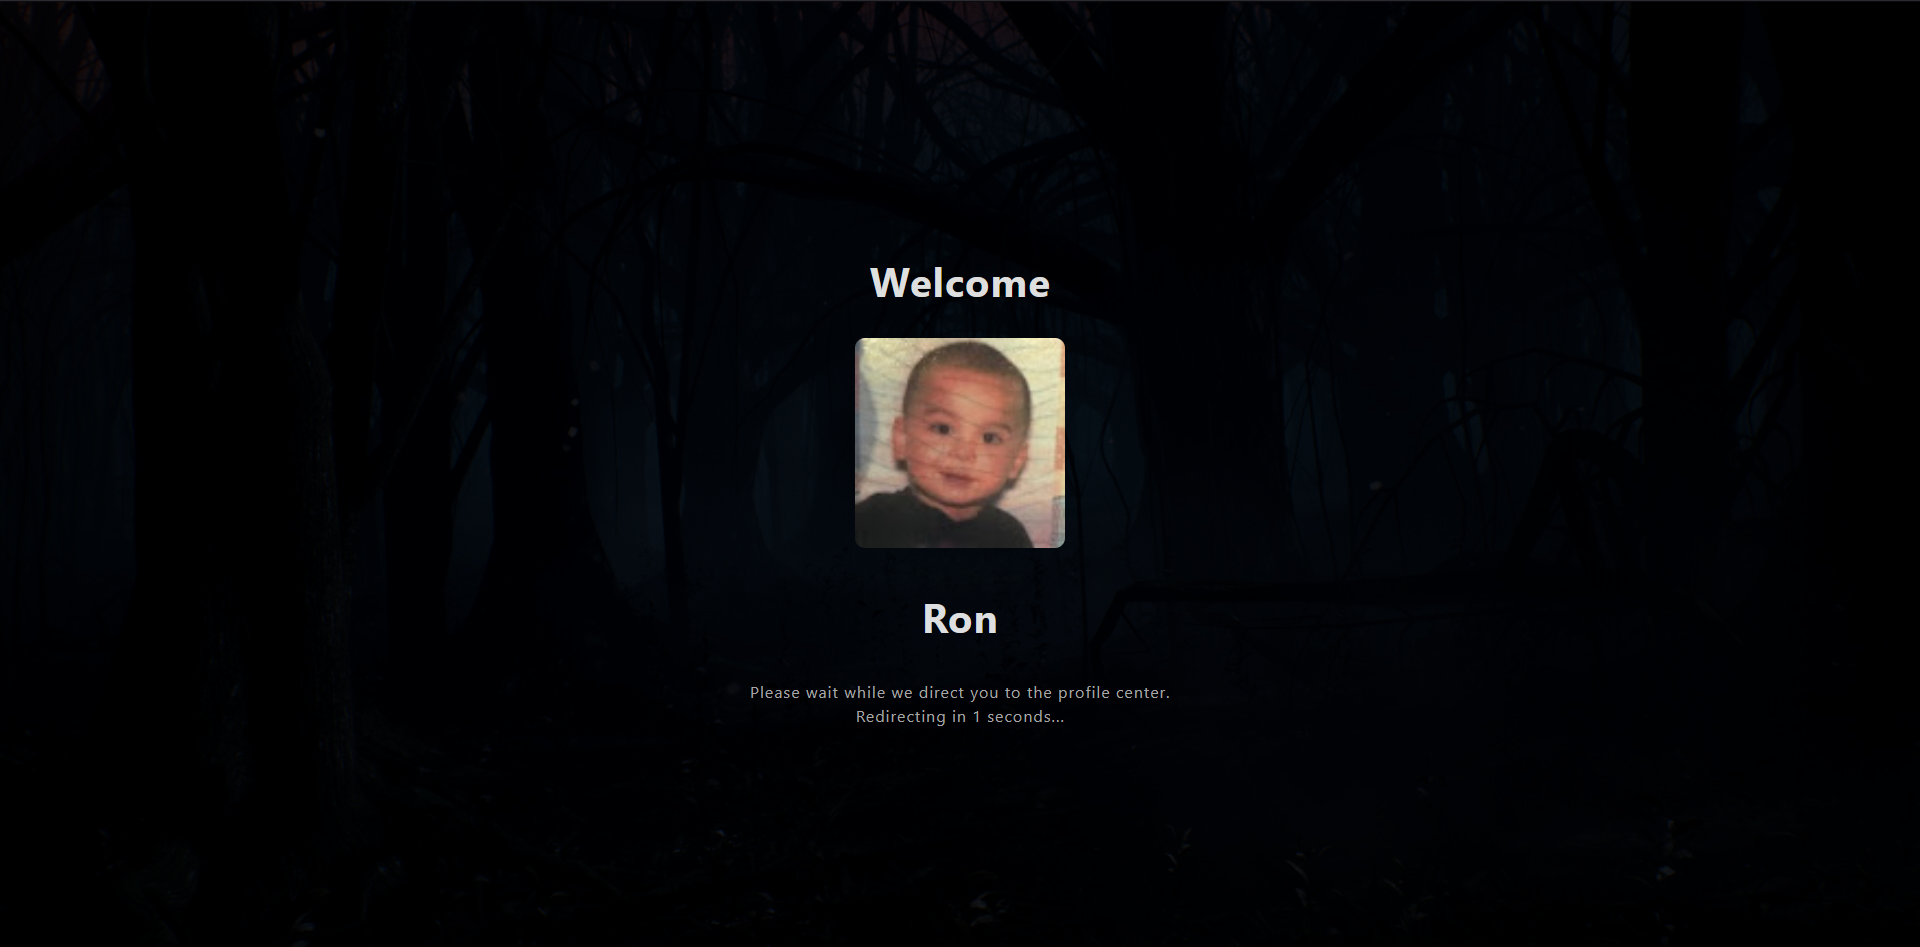 Welcome
Ron
Please wait while we direct you to the profile center.
Redirecting in 1 seconds...